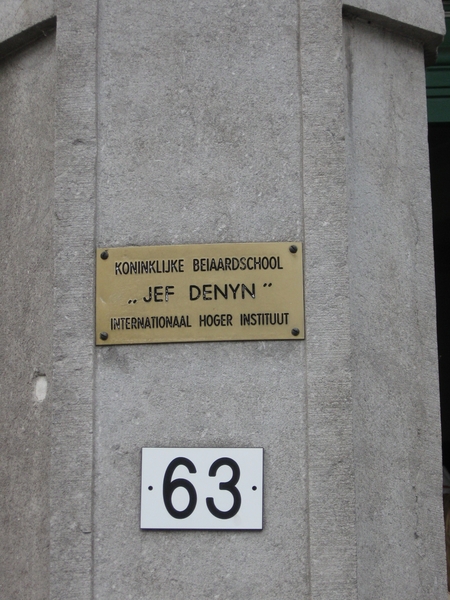 KONINKLIJKE BEIAARDSCHOOL
„JEF DENYN"
INTERNATIONAAL HOGER INSTITUUT
·63·